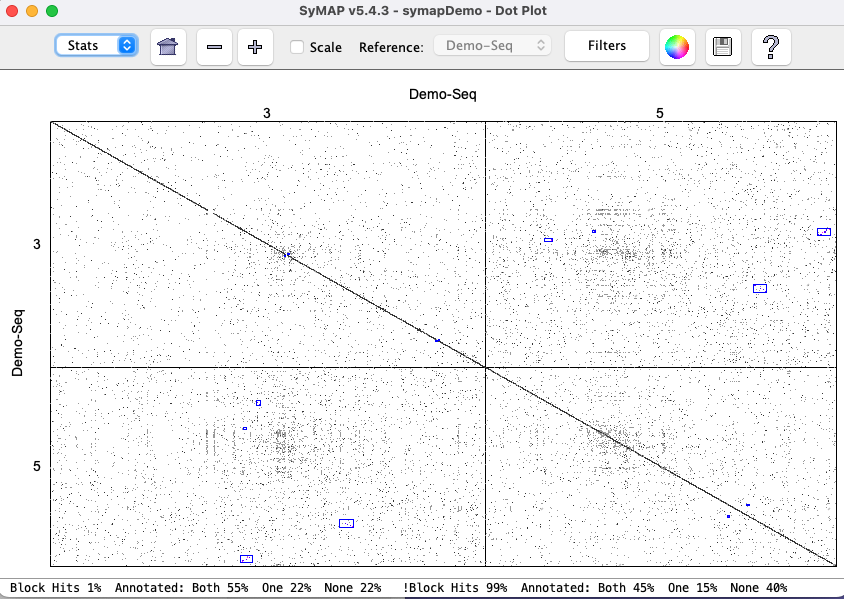 SyMAP v5.4.3 - symapDemo - Dot Plot
Stats Scale Reference: Demo-Seq Filters ?
Demo-Seq
3 5
3
Demo-Seq
5
Block Hits 1% Annotated: Both 55% One 22% None 22% !Block Hits 99% Annotated: Both 45% One 15% None 40%